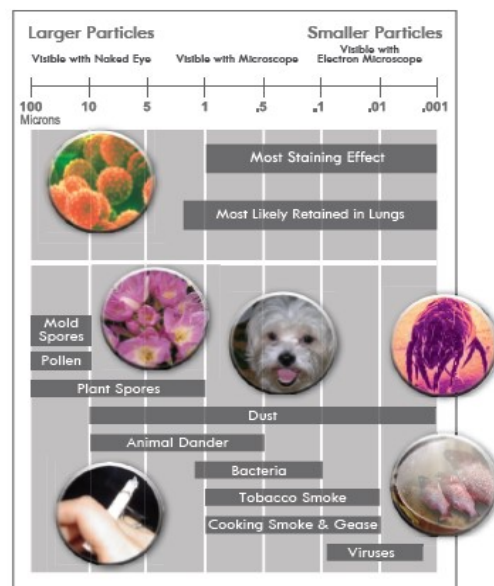 Larger Particles
Smaller Particles
Visible with Naked Eye
Visible with Microscope
Visible with
Electron Microscope
100 10 5 1 .5 .1 .01 .001
Microns
Most Staining Effect
Most Likely Retained in Lungs
Mold
Spores
Pollen
Plant Spores
Dust
Animal Dander
Bacteria
Tobacco Smoke
Cooking Smoke & Gease
Viruses